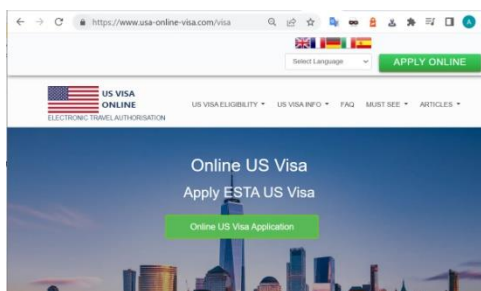 https://www.usa-online-visa.com/visa
A
Select Language
APPLY ONLINE
US VISA
ONLINE
ELECTRONIC TRAVEL AUTHORISATION
US VISA ELIGIBILITY
US VISA INFO
FAQ
MUST SEE
ARTICLES
Online US Visa
Apply ESTA US Visa
Online US Visa Application